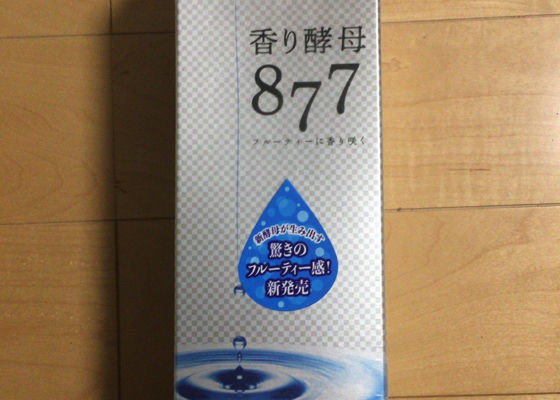 香り酵母
877
フルーティーに香り咲く
新酵母が生み出す
驚きの
フルーティー感!
新発売